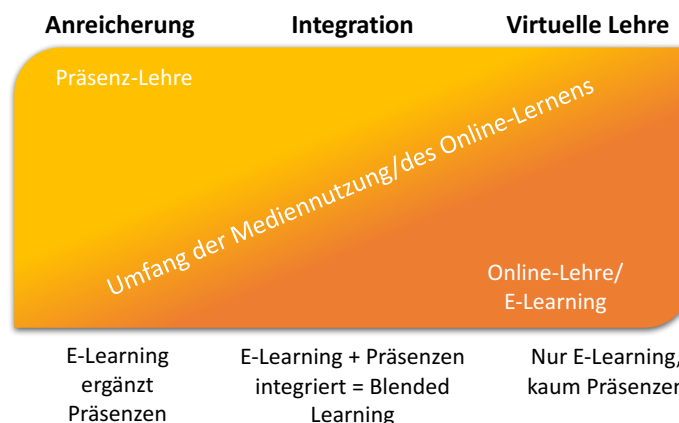 Anreicherung Integration Virtuelle Lehre
Präsenz-Lehre
Umfang der Mediennutzung/des Online-Lernens
Online-Lehre/
E-Learning
E-Learning
ergänzt
Präsenzen
E-Learning + Präsenzen
integriert = Blended
Learning
Nur E-Learning,
kaum Präsenzen